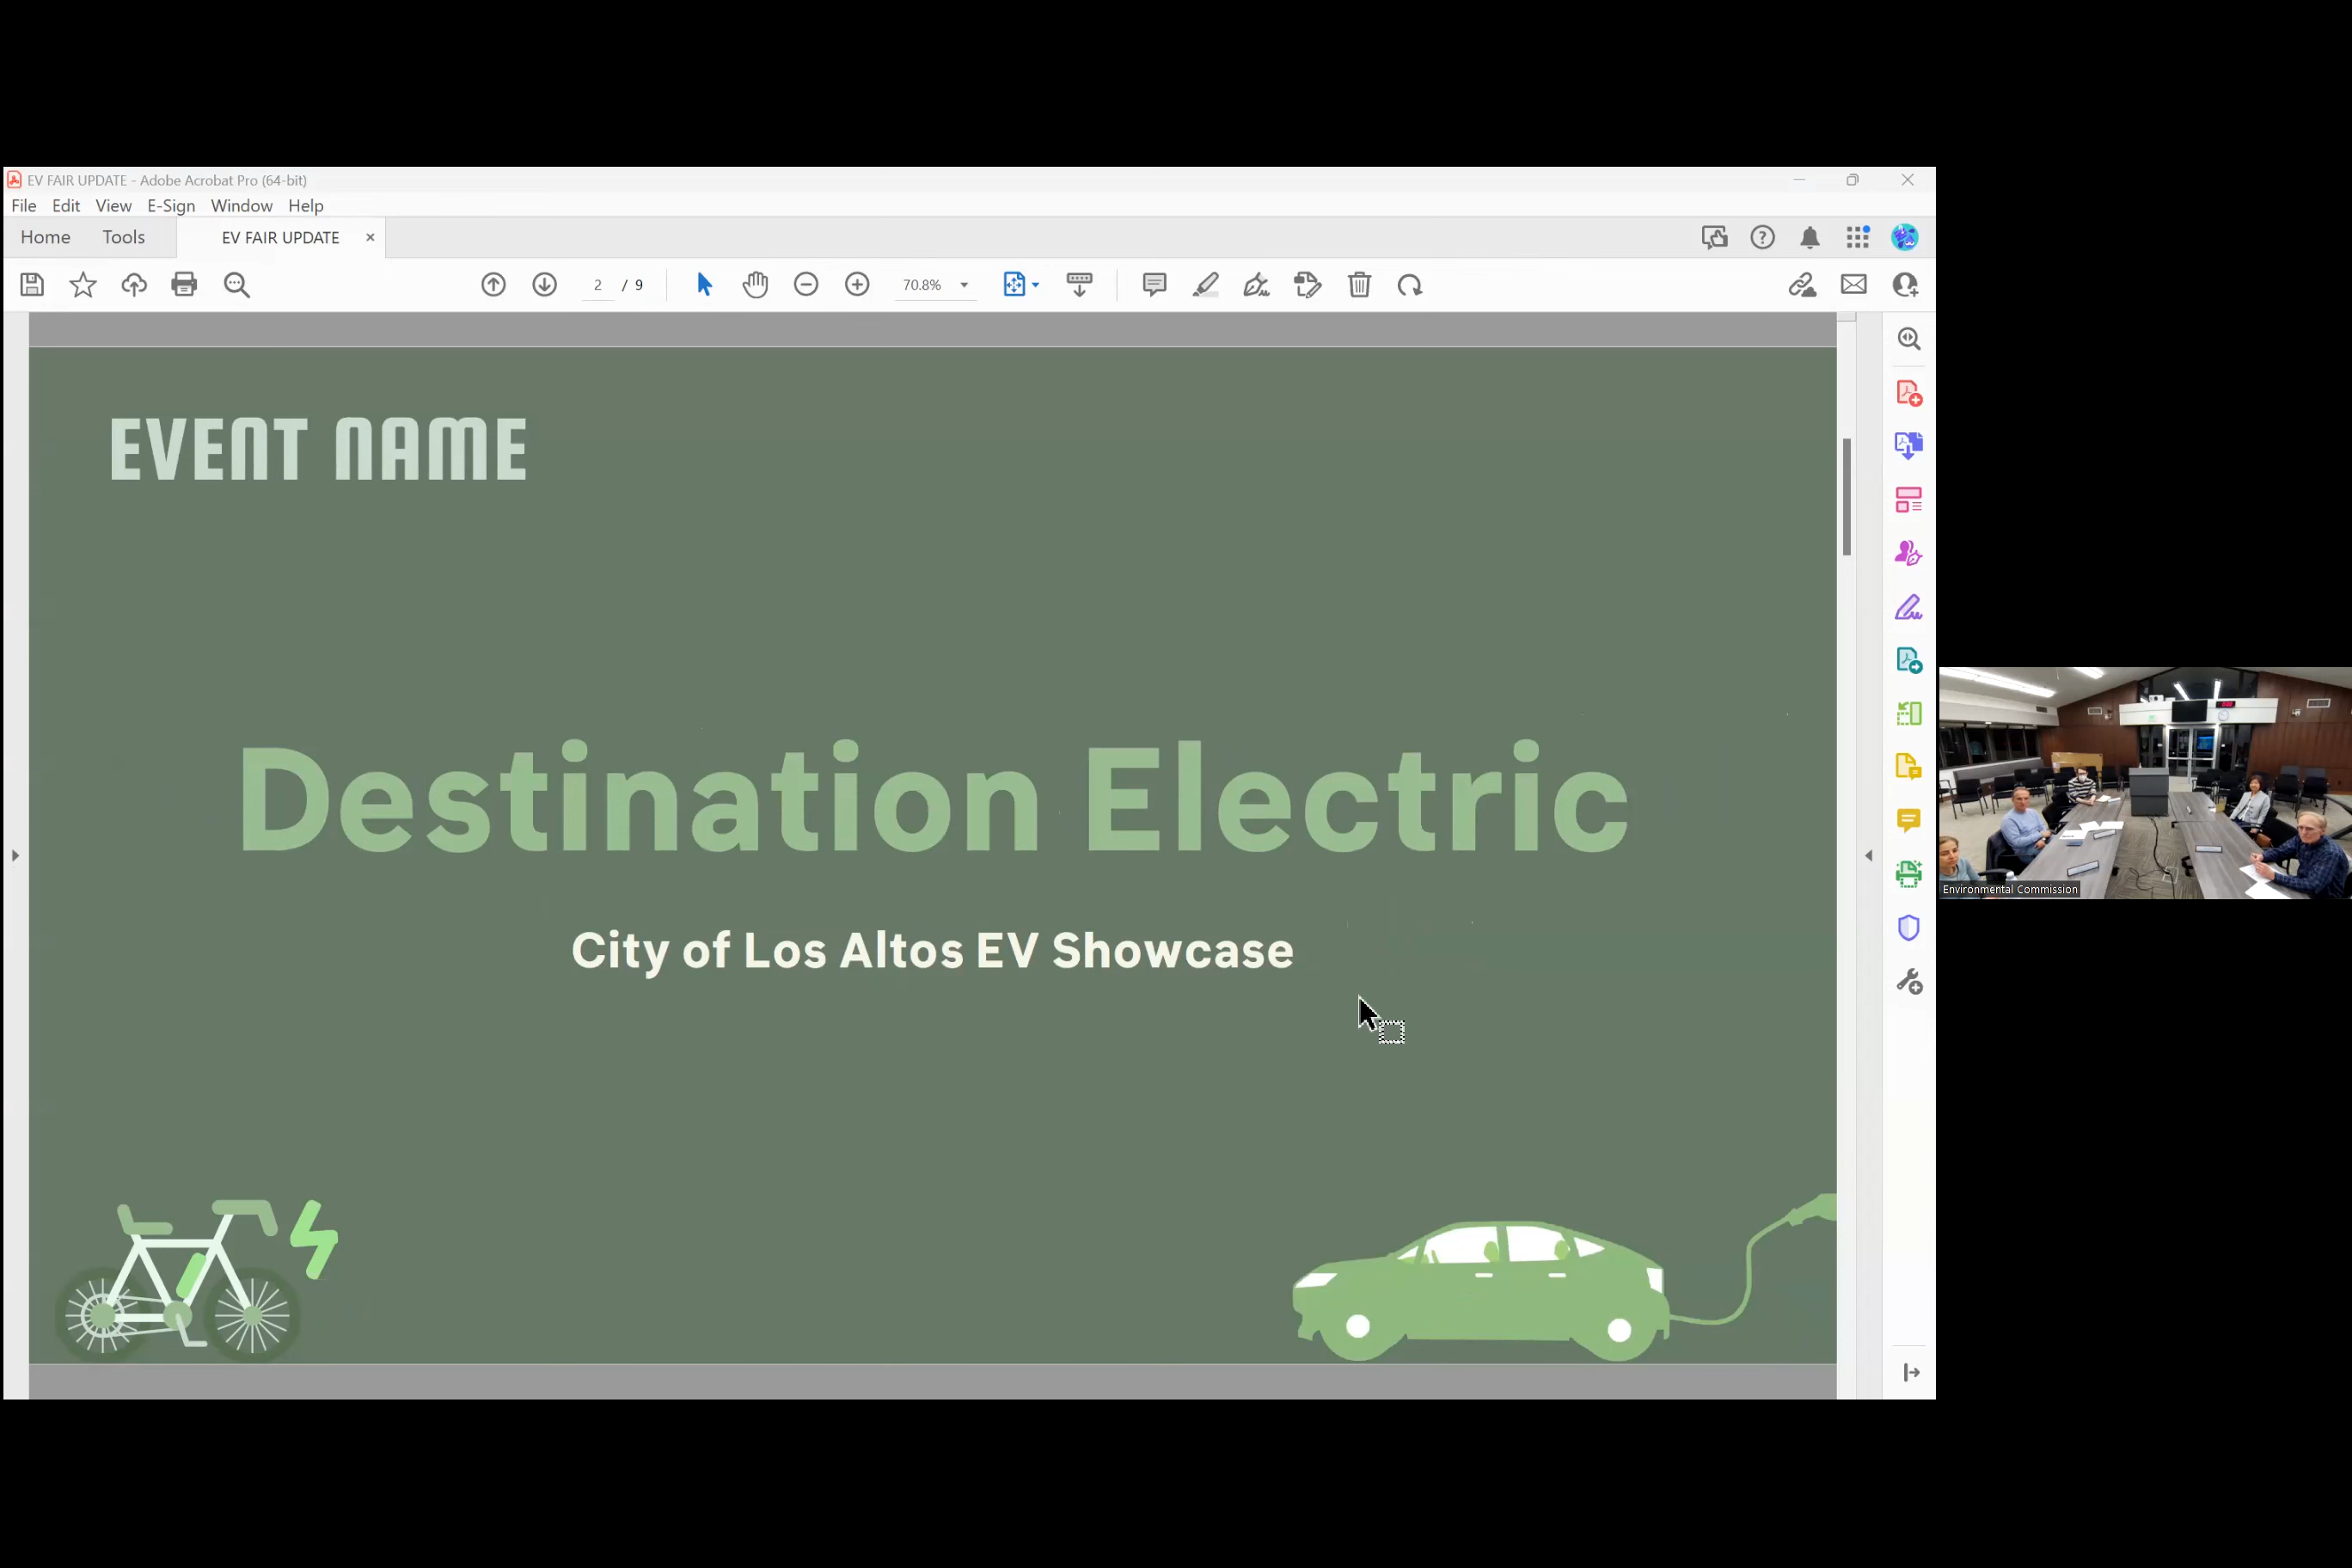 EV FAIR UPDATE - Adobe Acrobat Pro (64-bit)
File Edit View E-Sign Window Help
Home Tools EV FAIR UPDATE
2 / 9 70.8%
EVENT NAME
Destination Electric
City of Los Altos EV Showcase
Environmental Commission